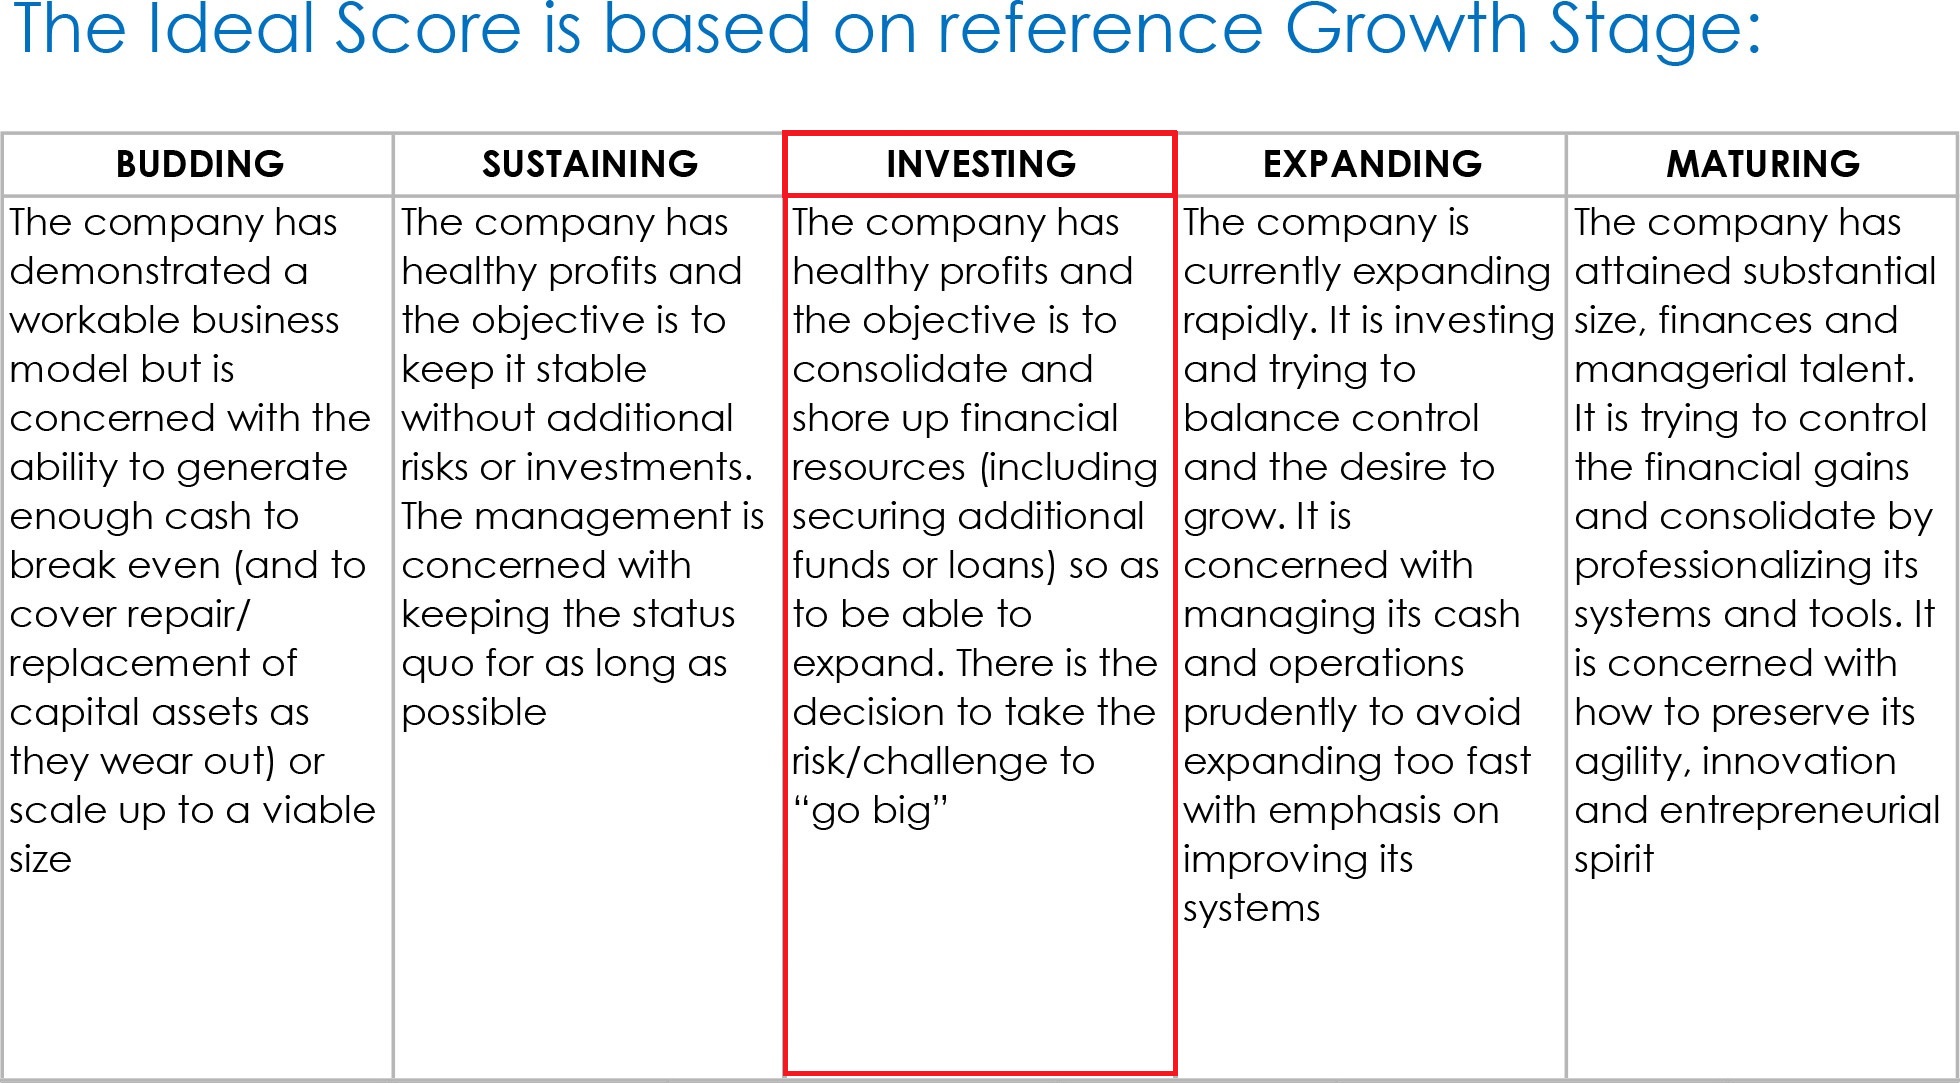 The Ideal Score is based on reference Growth Stage:
BUDDING
The company has
demonstrated a
workable business
model but is
concerned with the
ability to generate
enough cash to
break even (and to
cover repair/
replacement of
capital assets as
they wear out) or
scale up to a viable
size
SUSTAINING
The company has
healthy profits and
the objective is to
keep it stable
without additional
risks or investments.
The management is
concerned with
keeping the status
quo for as long as
possible
INVESTING
The company has
healthy profits and
the objective is to
consolidate and
shore up financial
resources (including
securing additional
funds or loans) so as
to be able to
expand. There is the
decision to take the
risk/challenge to
“go big”
EXPANDING
The company is
currently expanding
rapidly. It is investing
and trying to
balance control
and the desire to
grow. It is
concerned with
managing its cash
and operations
prudently to avoid
expanding too fast
with emphasis on
improving its
systems
MATURING
The company has
attained substantial
size, finances and
managerial talent.
It is trying to control
the financial gains
and consolidate by
professionalizing its
systems and tools. It
is concerned with
how to preserve its
agility, innovation
and entrepreneurial
spirit